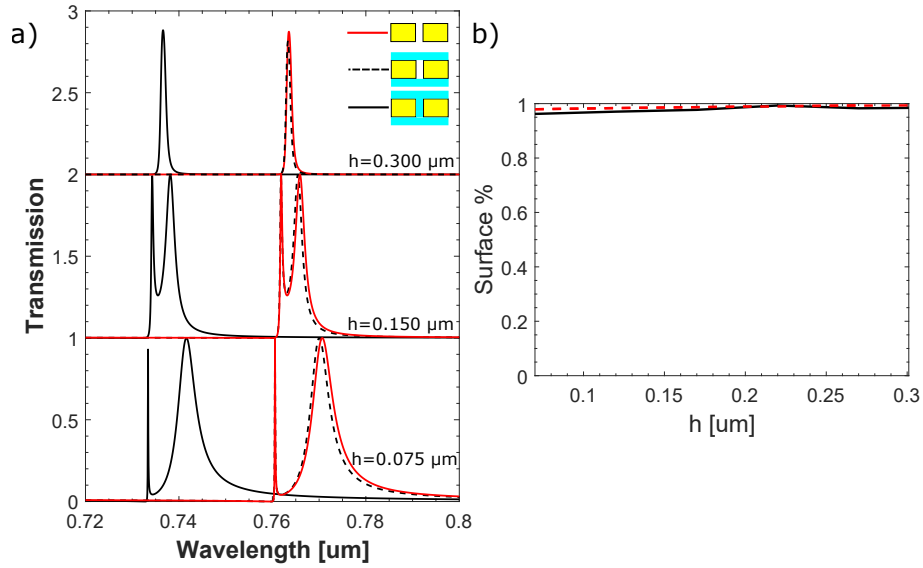 a)
Transmission
3
2.5
2
1.5
1
0.5
0
h=0.300 µm
h=0.150 µm
h=0.075 µm
0.72
0.74
0.76
0.78
0.8
Wavelength [um]
b)
Surface %
1
0.8
0.6
0.4
0.2
0
0.1
0.15
0.2
0.25
0.3
h [um]